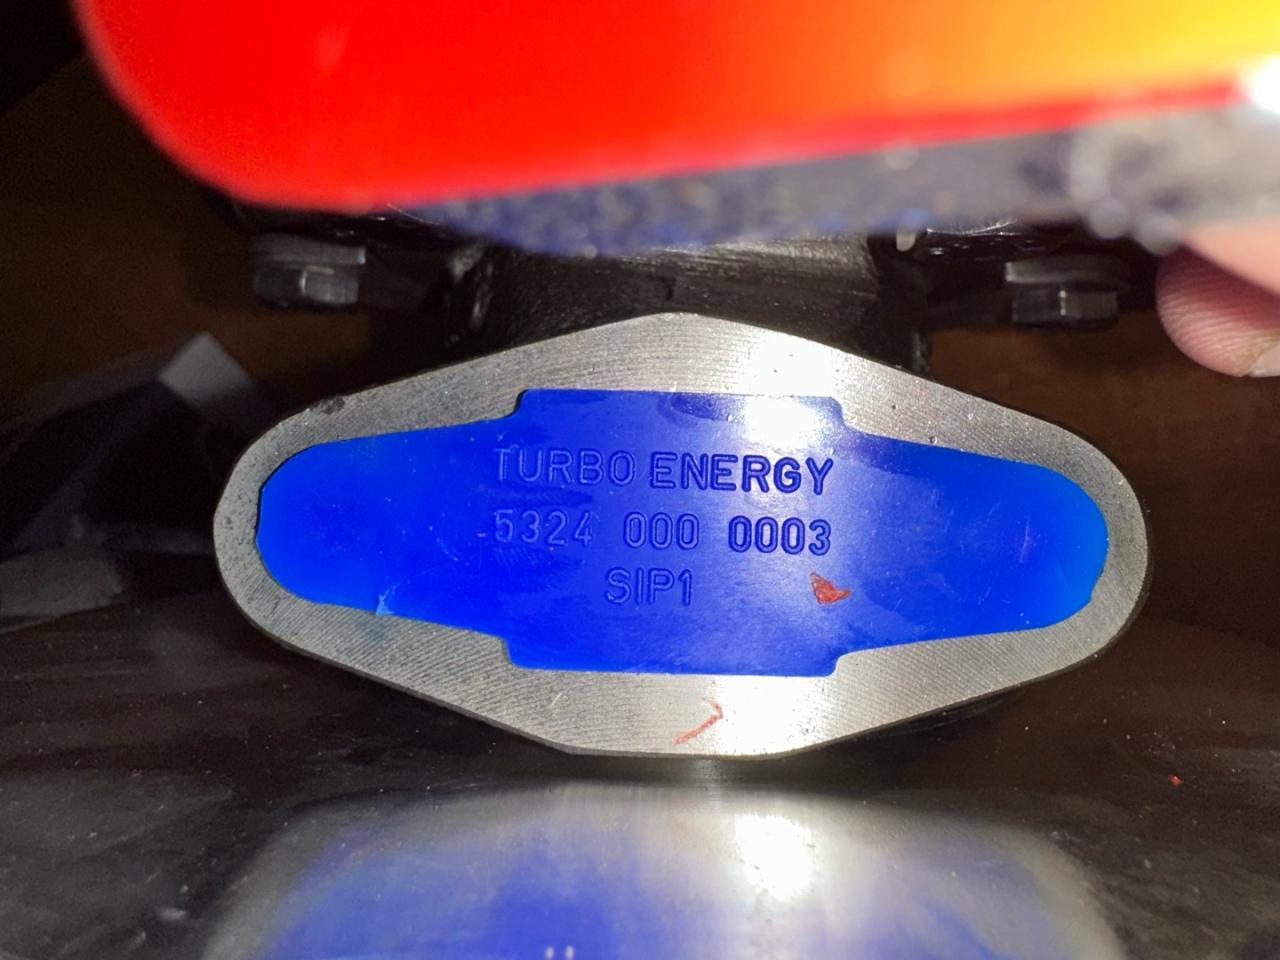 TURBO ENERGY
5324 000 0003
SIP1